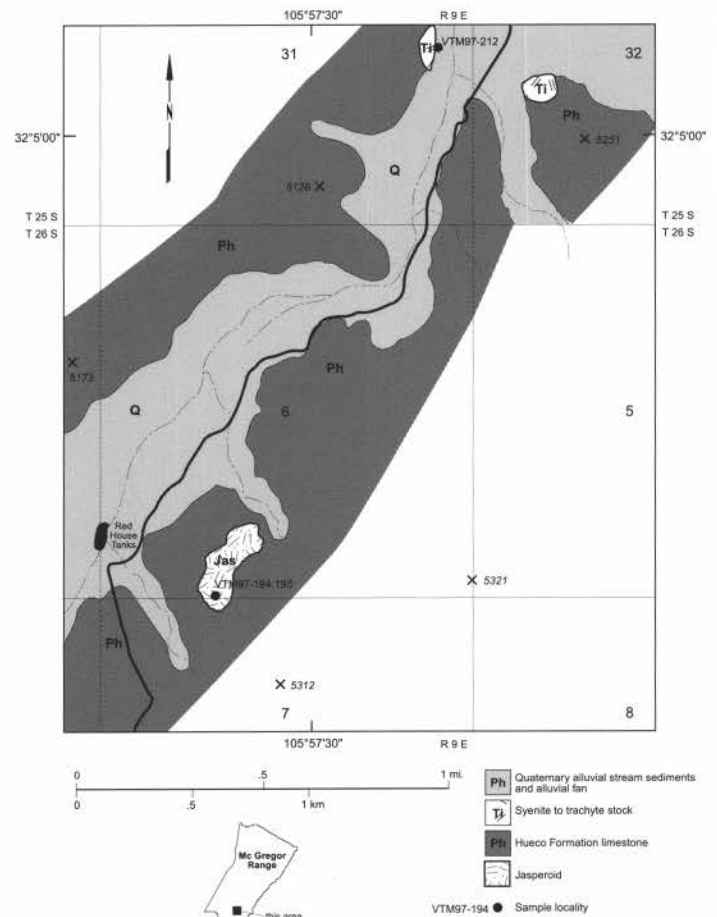 105°57'30"
R 9 E
31
VTM97-212
32
Ti
Ti
Ph
N
32°5'00"
32°5'00"
5251
Q
5126
T 25 S
T 26 S
T 25 S
T 26 S
Ph
Ph
5173
Q
6
5
Red
House
Tanks
Jas
VTM97-194;195
5321
Ph
5312
7
8
105°57'30"
R 9 E
0 .5 1 mi.
0 .5 1 km
Ph Quaternary alluvial stream sediments
and alluvial fan
Ti Syenite to trachyte stock
Ph Hueco Formation limestone
Jasperoid
VTM97-194 Sample locality
Mc Gregor
Range
this area